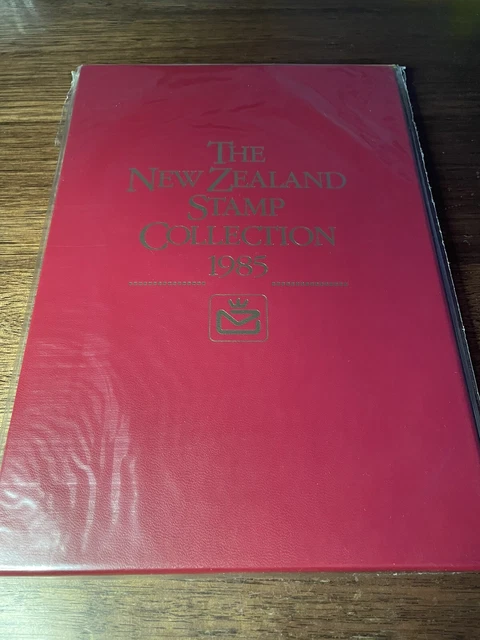 THE
NEW ZEALAND
STAMP
COLLECTION
1985